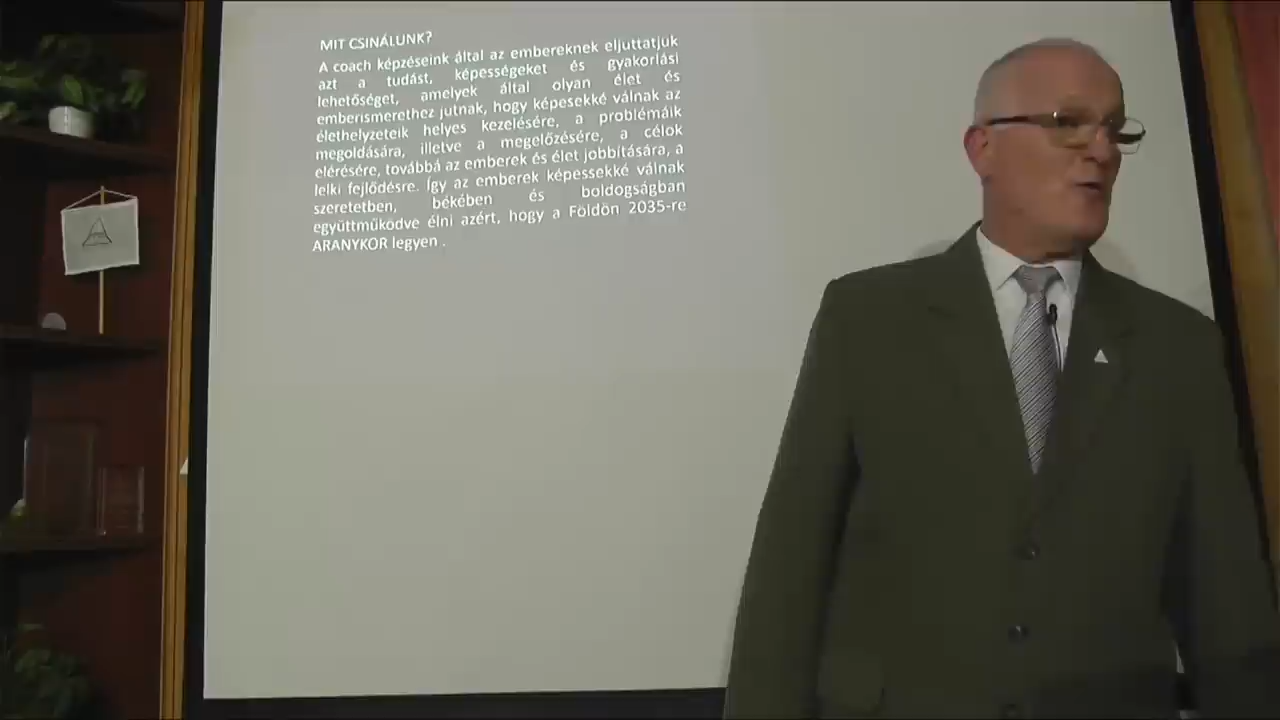 MIT CSINÁLUNK?
A coach képzéseink által az embereknek eljuttatjuk
azt a tudást, képességeket és gyakorlási
lehetőséget, amelyek által olyan élet és
emberismerethez jutnak, hogy képesekké válnak az
élethelyzeteik helyes kezelésére, a problémáik
megoldására, illetve a megelőzésére, a célok
elérésére, továbbá az emberek és élet jobbítására, a
lelki fejlődésre. Így az emberek képessekké válnak
szeretetben, békében és boldogságban
együttműködve élni azért, hogy a Földön 2035-re
ARANYKOR legyen .